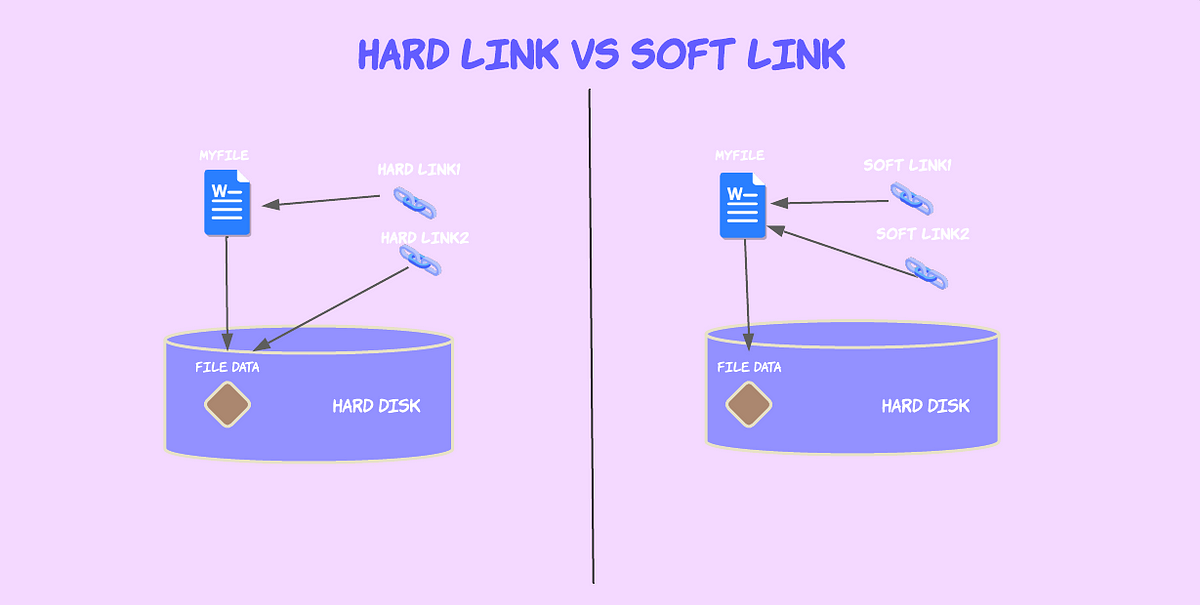 HARD LINK VS SOFT LINK
MYFILE
HARD LINK1
W
HARD LINK2
FILE DATA
HARD DISK
MYFILE
SOFT LINK1
W
SOFT LINK2
FILE DATA
HARD DISK